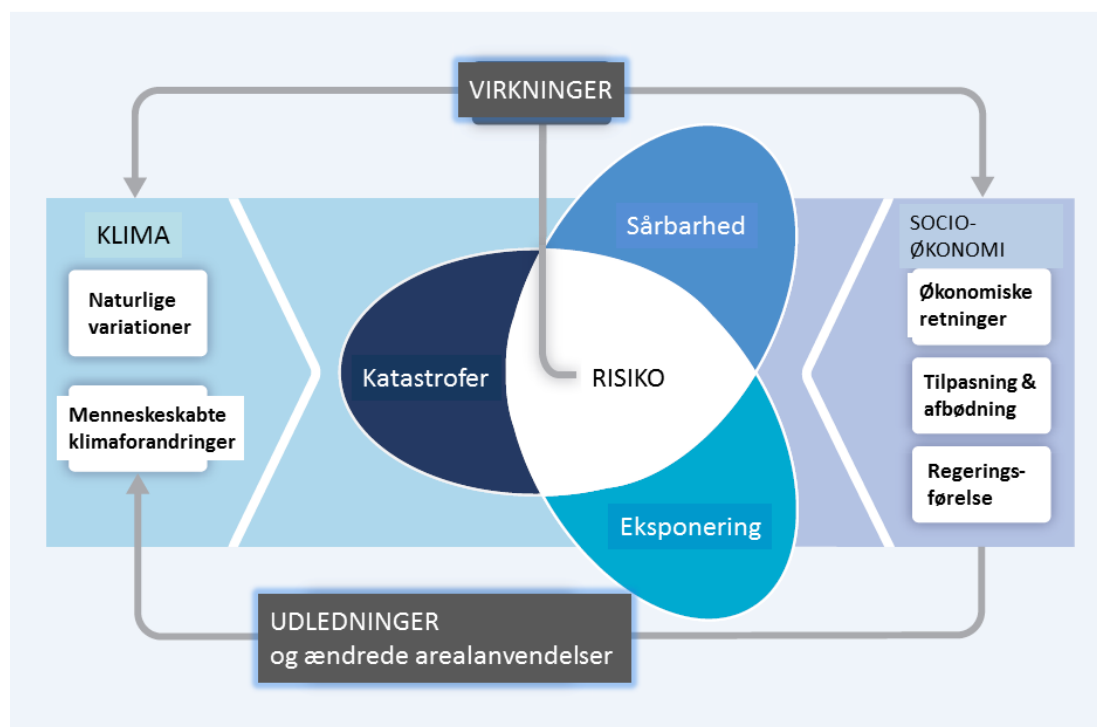 VIRKNINGER
KLIMA
Naturlige
variationer
Menneskeskabte
klimaforandringer
Sårbarhed
Katastrofer
RISIKO
Eksponering
SOCIO-
ØKONOMI
Økonomiske
retninger
Tilpasning &
afbødning
Regerings-
førelse
UDLEDNINGER
og ændrede arealanvendelser